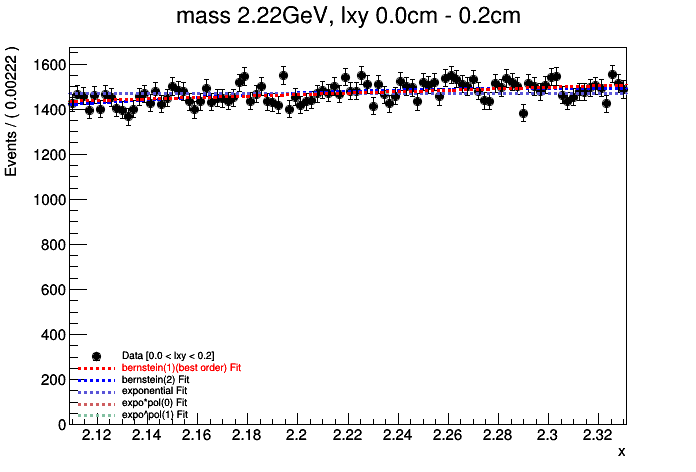 mass 2.22GeV, lxy 0.0cm - 0.2cm
Events / ( 0.00222 )
1600
1400
1200
1000
800
600
400
200
0
Data [0.0 < lxy < 0.2]
bernstein(1)(best order) Fit
bernstein(2) Fit
exponential Fit
expo*pol(0) Fit
expo*pol(1) Fit
2.12 2.14 2.16 2.18 2.2 2.22 2.24 2.26 2.28 2.3 2.32
x